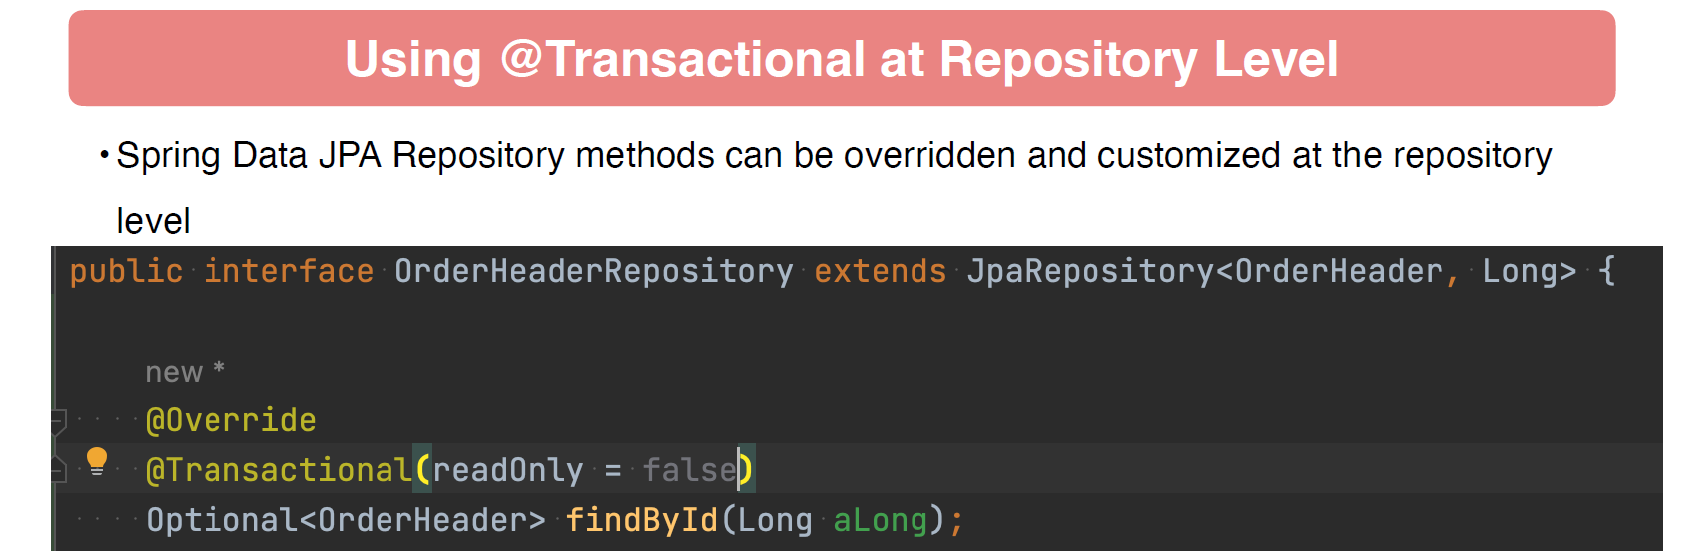 Using @Transactional at Repository Level
• Spring Data JPA Repository methods can be overridden and customized at the repository
level
public interface OrderHeaderRepository extends JpaRepository<OrderHeader, Long> {
new *
@Override
@Transactional(readOnly = false)
Optional<OrderHeader> findById(Long aLong);